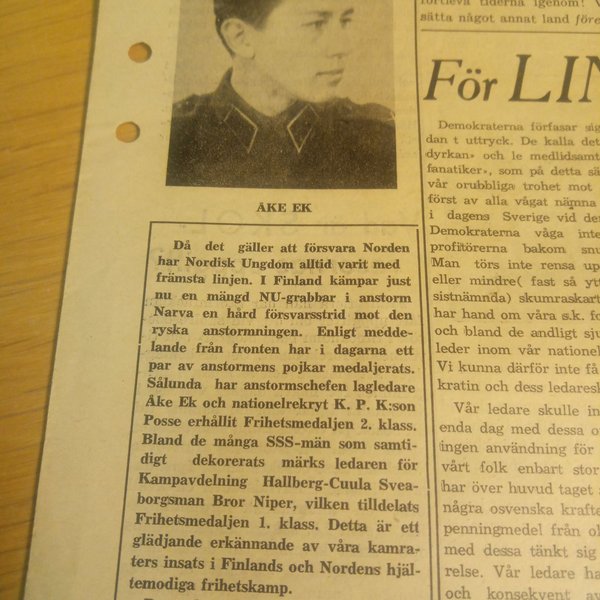 ÅKE EK
Då det gäller att försvara Norden
har Nordisk Ungdom alltid varit med
främsta linjen. I Finland kämpar just
nu en mängd NU-grabbar i anstorm
Narva en hård försvarsstrid mot den
ryska anstormningen. Enligt medde-
lande från fronten har i dagarna ett
par av anstormens pojkar medaljerats.
Sålunda har anstormschefen lagledare
Åke Ek och nationelrekryt K. P. K:son
Posse erhållit Frihetsmedaljen 2. klass.
Bland de många SSS-män som samti-
digt dekorerats märks ledaren för
Kampavdelning Hallberg-Cuula Svea-
borgsman Bror Niper, vilken tilldelats
Frihetsmedaljen 1. klass. Detta är ett
glädjande erkännande av våra kamra-
ters insats i Finlands och Nordens hjäl-
temodiga frihetskamp.
fortleva tiderna igenom!
sätta något annat land före
För LIN
Demokraterna förfasar sig
dan t uttryck. De kalla det
dyrkan» och le medlidsamt
fanatiker», som på detta sä
vår orubbliga trohet mot
först av alla vågat nämna
i dagens Sverige vid de
Demokraterna våga inte
profitörerna bakom snu
Man törs inte rensa up
eller mindre( fast så yt
sistnämnda) skumraskar
har hand om våra s.k. fo
och bland de andligt sju
leder inom vår nationel
Vi kunna därför inte få
kratin och dess ledaresk
Vår ledare skulle in
enda dag med dessa o
ingen användning för
vårt folk enbart stor
har över huvud taget
några osvenska krafte
penningmedel från ol
med dessa tänkt sig
relse. Vår ledare ha
och konsekvent av